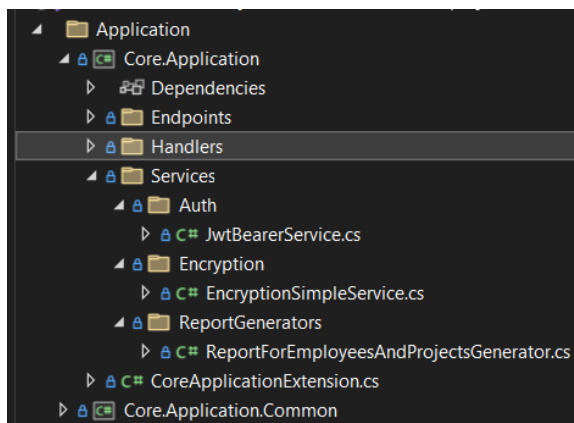 Application
C# Core.Application
Dependencies
Endpoints
Handlers
Services
Auth
C# JwtBearerService.cs
Encryption
C# EncryptionSimpleService.cs
ReportGenerators
C# ReportForEmployeesAndProjectsGenerator.cs
C# CoreApplicationExtension.cs
C# Core.Application.Common